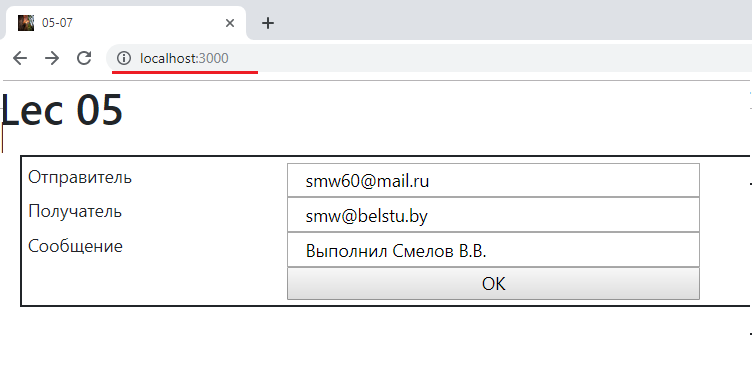 05-07
localhost:3000
Lec 05
Отправитель smw60@mail.ru
Получатель smw@belstu.by
Сообщение Выполнил Смелов В.В.
OK